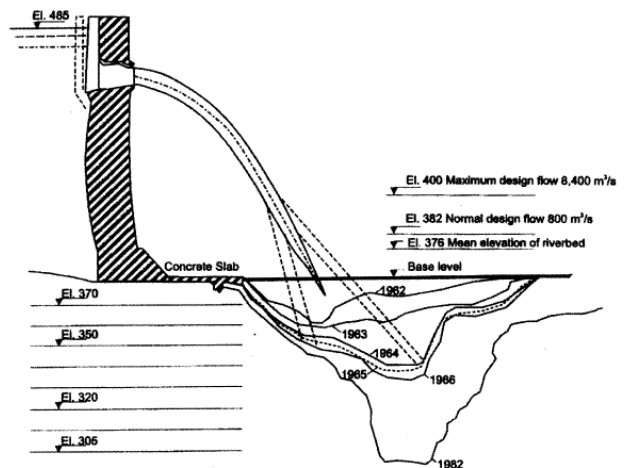 El. 485
El. 400 Maximum design flow 8,400 m³/s
El. 382 Normal design flow 800 m³/s
El. 376 Mean elevation of riverbed
Concrete Slab
Base level
El. 370
1962
El. 350
1963
1964
1965
1966
El. 320
El. 306
1982